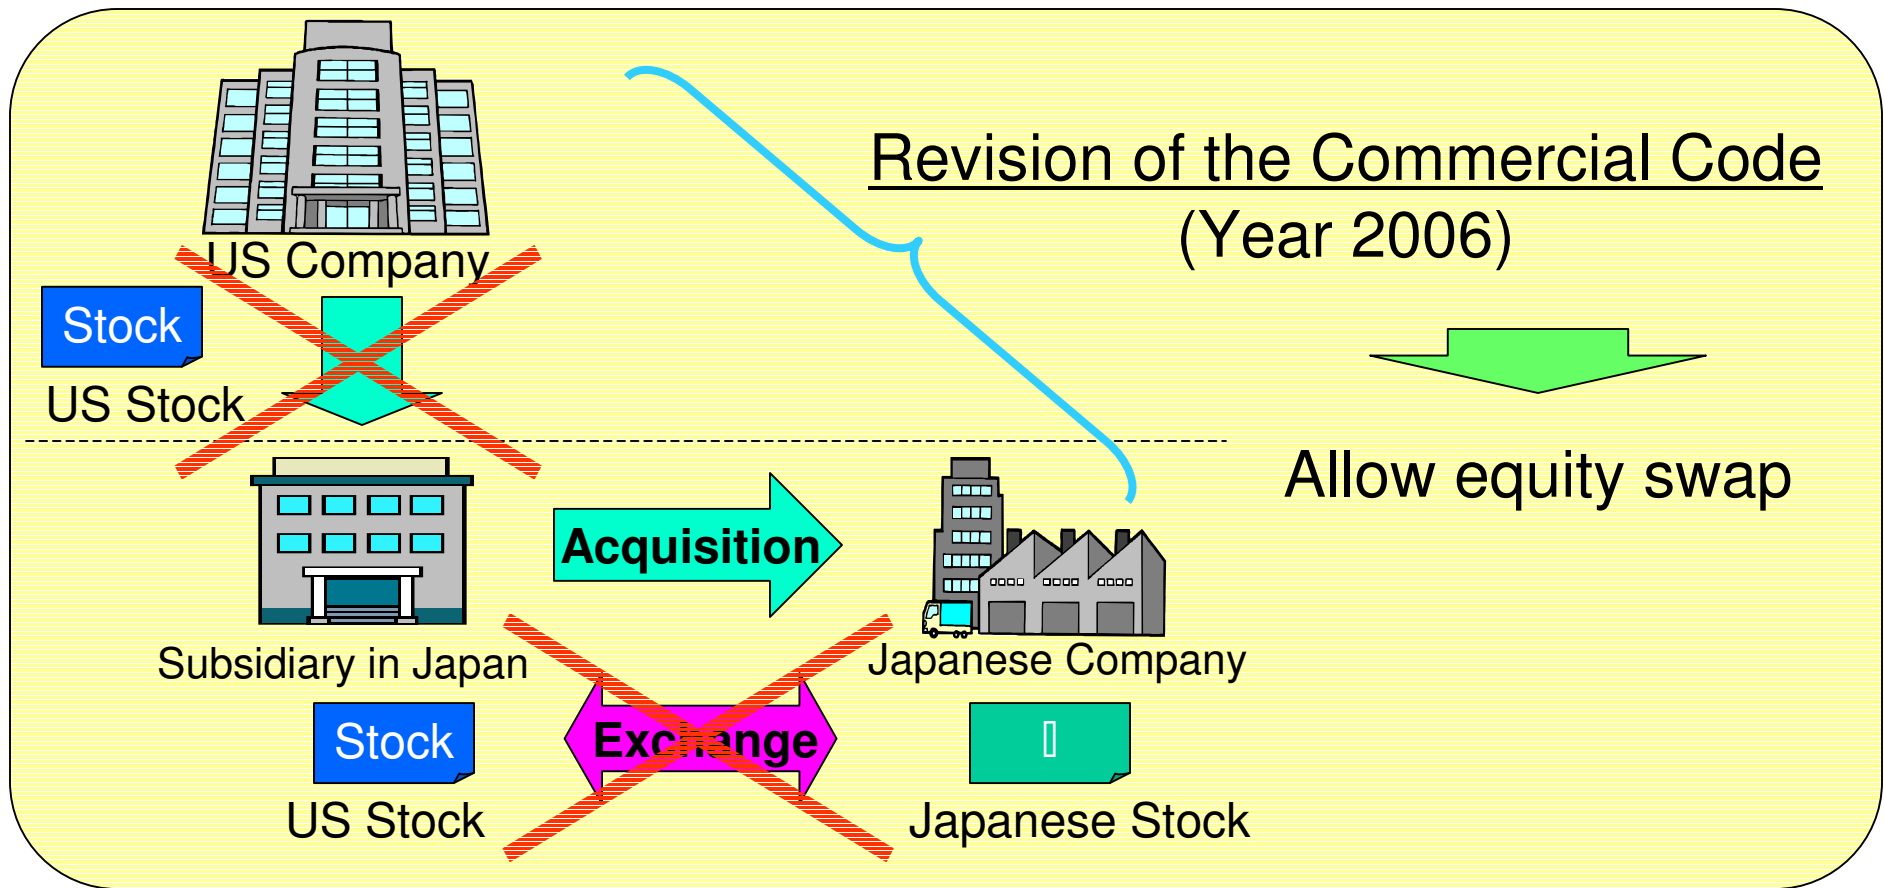 Revision of the Commercial Code
(Year 2006)
US Company
Stock
US Stock
Allow equity swap
Acquisition
Subsidiary in Japan
Japanese Company
Stock
Exchange
US Stock
Japanese Stock